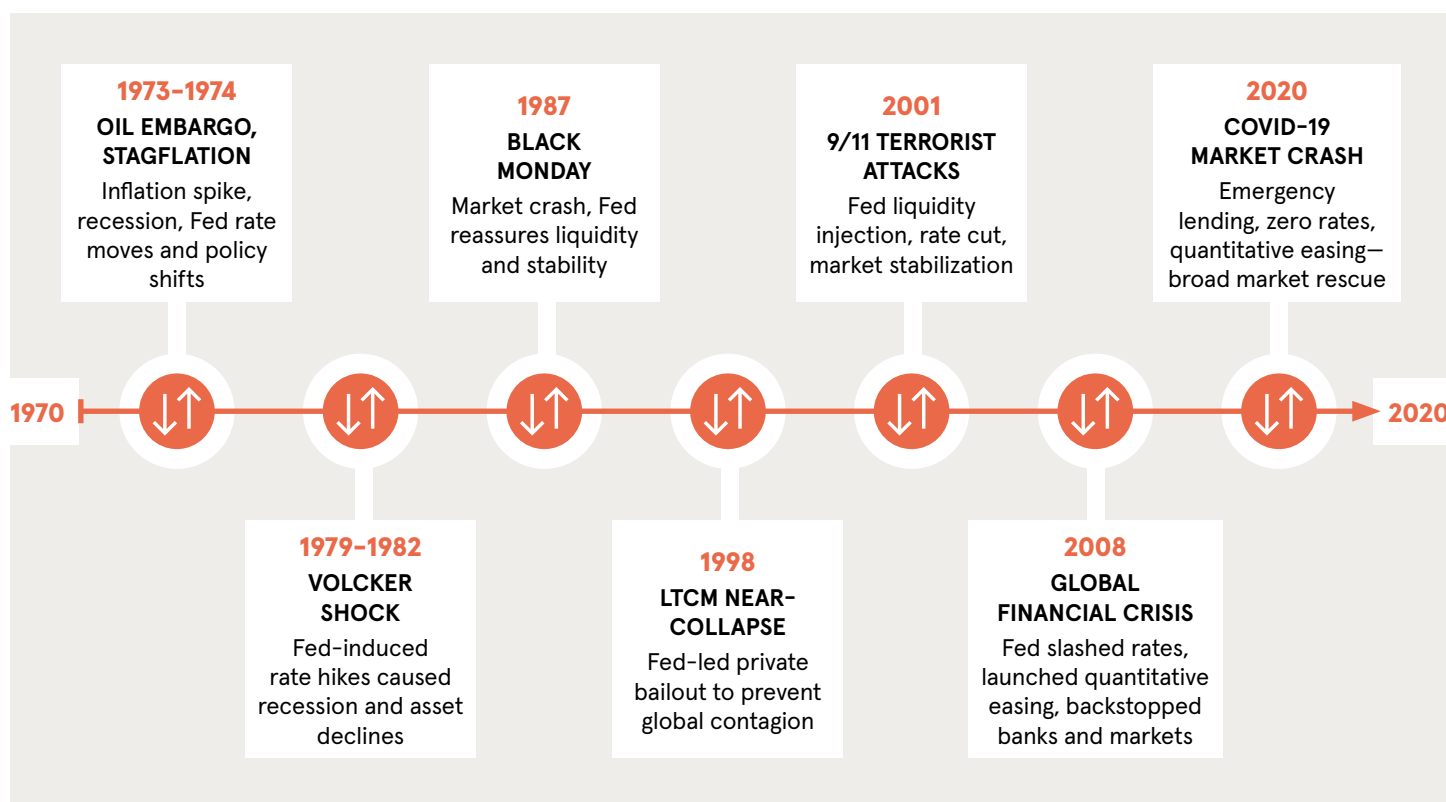 1973–1974
OIL EMBARGO,
STAGFLATION
Inflation spike,
recession, Fed rate
moves and policy
shifts
1987
BLACK
MONDAY
Market crash, Fed
reassures liquidity
and stability
2001
9/11 TERRORIST
ATTACKS
Fed liquidity
injection, rate cut,
market stabilization
2020
COVID-19
MARKET CRASH
Emergency
lending, zero rates,
quantitative easing—
broad market rescue
1970
2020
1979–1982
VOLCKER
SHOCK
Fed-induced
rate hikes caused
recession and asset
declines
1998
LTCM NEAR-
COLLAPSE
Fed-led private
bailout to prevent
global contagion
2008
GLOBAL
FINANCIAL CRISIS
Fed slashed rates,
launched quantitative
easing, backstopped
banks and markets